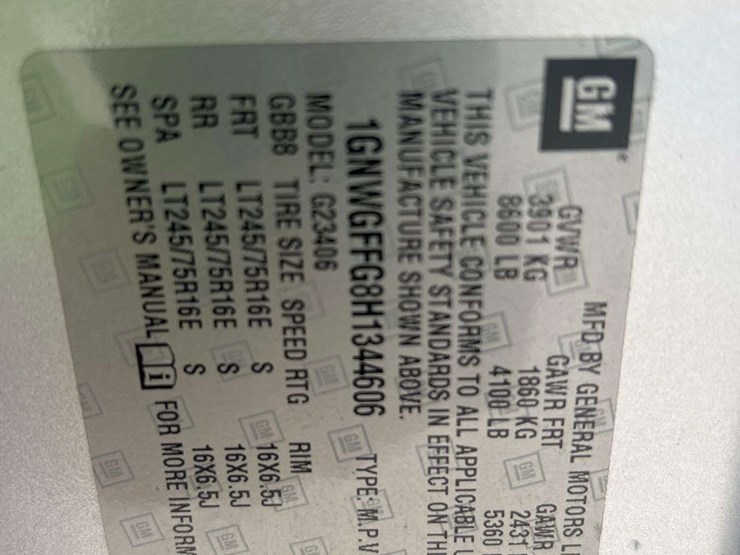 GM
MFD BY GENERAL MOTORS L
GVWR GAWR FRT GAWR
3901 KG 1860 KG 2431
8600 LB 4100 LB 5360
THIS VEHICLE CONFORMS TO ALL APPLICABLE U
VEHICLE SAFETY STANDARDS IN EFFECT ON TH
MANUFACTURE SHOWN ABOVE.
1GNWGFFG8H1344606 TYPE: M.P.V
MODEL: G23406
GBB8 TIRE SIZE SPEED RTG RIM
FRT LT245/75R16E S 16X6.5J
RR LT245/75R16E S 16X6.5J
SPA LT245/75R16E S 16X6.5J
SEE OWNER'S MANUAL i FOR MORE INFORM